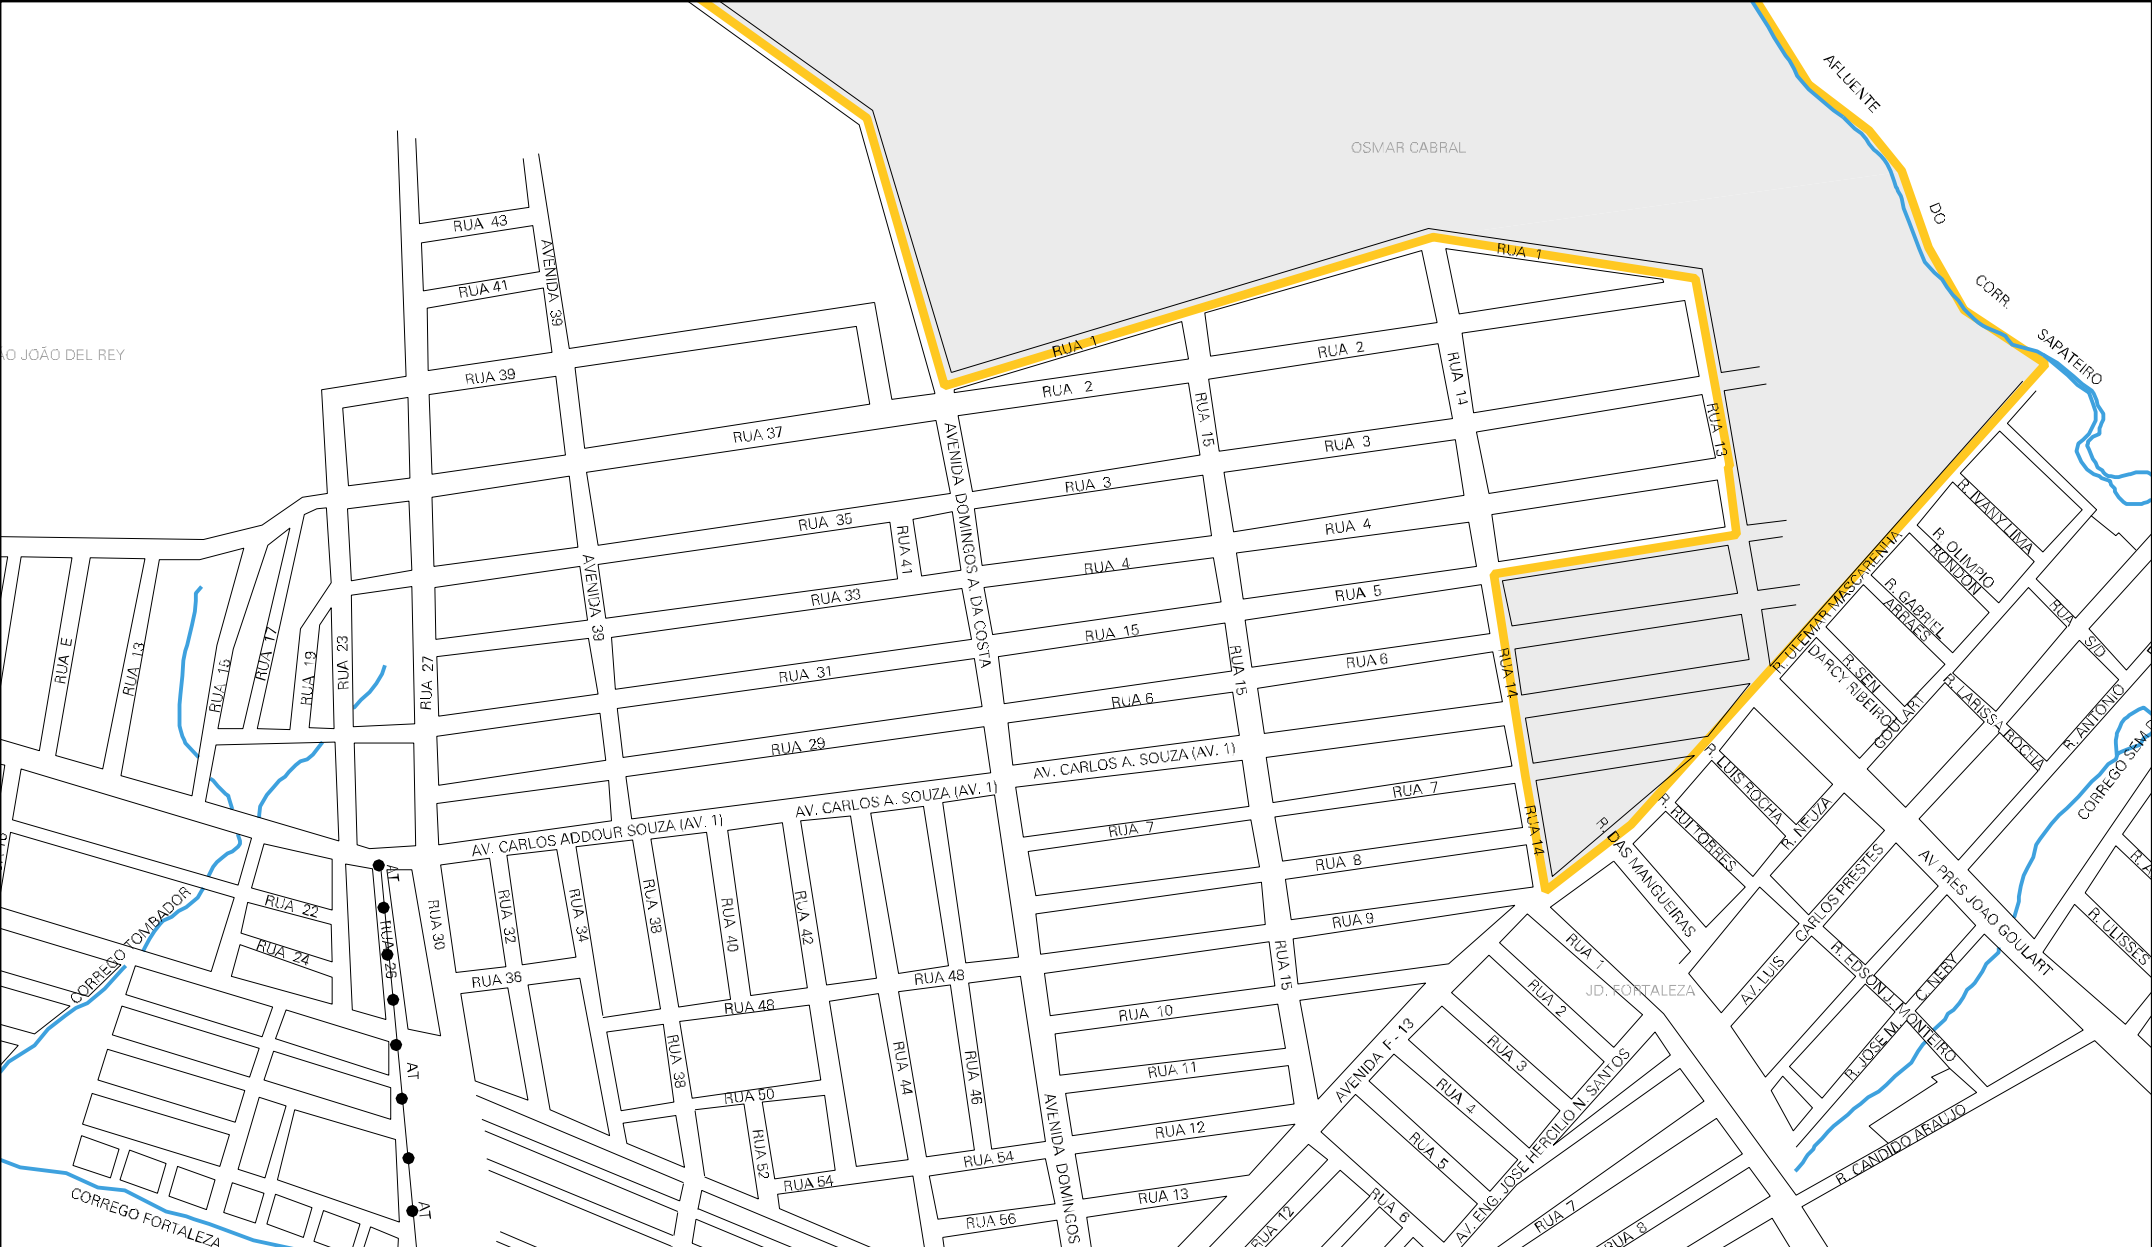 AFLUENTE
DO
CORR.
SAPATEIRO
OSMAR CABRAL
RUA 43
AVENIDA 39
RUA 41
RUA 1
RUA 1
RUA 2
RUA 2
RUA 14
RUA 39
AO JOÃO DEL REY
RUA 37
RUA 15
RUA 13
RUA 3
RUA 3
AVENIDA DOMINGOS A. DA COSTA
RUA 35
RUA 41
RUA 4
RUA 4
R. IVANY LIMA
R. OLIMPIO
RONDON
R. GABRIEL
ARRAES
R. ULEMAR MASCARENHA
RUA
S/D
AVENIDA 39
RUA 33
RUA 5
RUA 15
RUA E
RUA 13
RUA 15
RUA 17
RUA 19
RUA 23
RUA 27
RUA 31
RUA 6
RUA 6
RUA 15
RUA 14
R. SEN.
DARCY RIBEIRO
GOULART
R. LARISSA ROCHA
R. ANTONIO
RUA 29
AV. CARLOS A. SOUZA (AV. 1)
AV. CARLOS A. SOUZA (AV. 1)
AV. CARLOS ADDOUR SOUZA (AV. 1)
RUA 7
RUA 7
RUA 14
R. LUIS ROCHA
R. RUI TORRES
R. NEUZA
R. DAS MANGUEIRAS
CARLOS PRESTES
AV. LUIS
AV PRES JOAO GOULART
CORREGO SEM
R. ULISSES
AT
RUA 26
RUA 22
RUA 24
CORREGO TOMBADOR
RUA 30
RUA 32
RUA 34
RUA 38
RUA 40
RUA 42
RUA 8
RUA 9
RUA 15
RUA 1
JD. FORTALEZA
R. EDSON J. MONTEIRO
C. NERY
R. JOSE M.
RUA 36
RUA 48
RUA 48
RUA 10
RUA 2
RUA 3
RUA 4
RUA 5
RUA 6
AVENIDA F - 13
AV. ENG. JOSE HERCILIO N. SANTOS
RUA 38
RUA 44
RUA 46
RUA 11
AT
RUA 50
RUA 52
RUA 12
AVENIDA DOMINGOS
RUA 54
RUA 54
RUA 13
RUA 56
RUA 12
RUA 7
RUA 8
R. CANDIDO ARAUJO
AT
CORREGO FORTALEZA